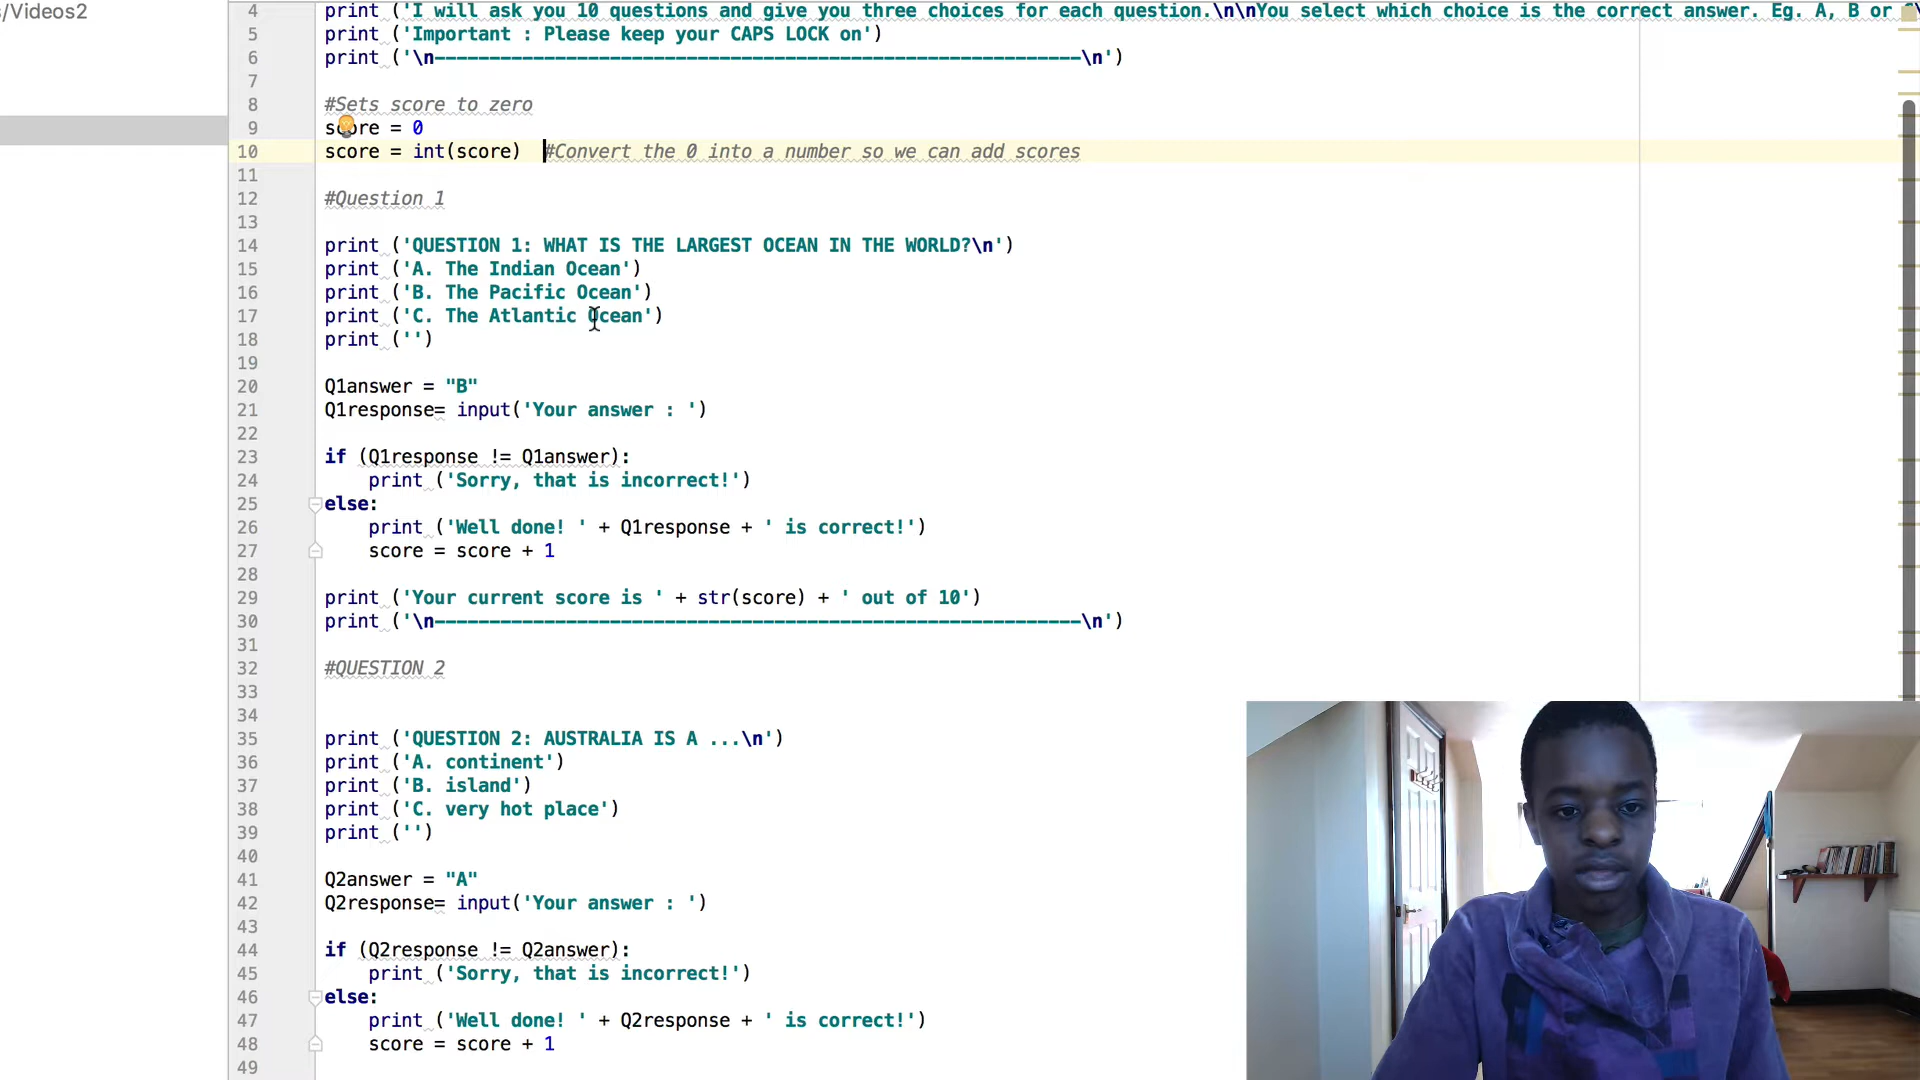 s/Videos2
4 print ('I will ask you 10 questions and give you three choices for each question.\n\nYou select which choice is the correct answer. Eg. A, B or
5 print ('Important : Please keep your CAPS LOCK on')
6 print ('\n-----------------------------------------------------------\n')
7
8 #Sets score to zero
9 score = 0
10 score = int(score) #Convert the 0 into a number so we can add scores
11
12 #Question 1
13
14 print ('QUESTION 1: WHAT IS THE LARGEST OCEAN IN THE WORLD?\n')
15 print ('A. The Indian Ocean')
16 print ('B. The Pacific Ocean')
17 print ('C. The Atlantic Ocean')
18 print ('')
19
20 Q1answer = "B"
21 Q1response= input('Your answer : ')
22
23 if (Q1response != Q1answer):
24 print ('Sorry, that is incorrect!')
25 else:
26 print ('Well done! ' + Q1response + ' is correct!')
27 score = score + 1
28
29 print ('Your current score is ' + str(score) + ' out of 10')
30 print ('\n-----------------------------------------------------------\n')
31
32 #QUESTION 2
33
34
35 print ('QUESTION 2: AUSTRALIA IS A ...\n')
36 print ('A. continent')
37 print ('B. island')
38 print ('C. very hot place')
39 print ('')
40
41 Q2answer = "A"
42 Q2response= input('Your answer : ')
43
44 if (Q2response != Q2answer):
45 print ('Sorry, that is incorrect!')
46 else:
47 print ('Well done! ' + Q2response + ' is correct!')
48 score = score + 1
49